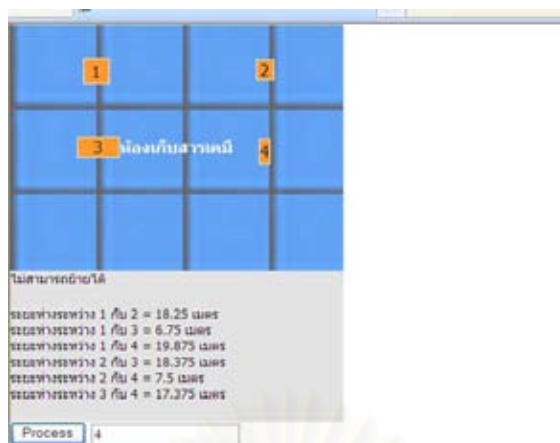 1
2
3 ห้องเก็บสารเคมี 4
ไม่สามารถย้ายได้
ระยะห่างระหว่าง 1 กับ 2 = 18.25 เมตร
ระยะห่างระหว่าง 1 กับ 3 = 6.75 เมตร
ระยะห่างระหว่าง 1 กับ 4 = 19.875 เมตร
ระยะห่างระหว่าง 2 กับ 3 = 18.375 เมตร
ระยะห่างระหว่าง 2 กับ 4 = 7.5 เมตร
ระยะห่างระหว่าง 3 กับ 4 = 17.375 เมตร
Process 4